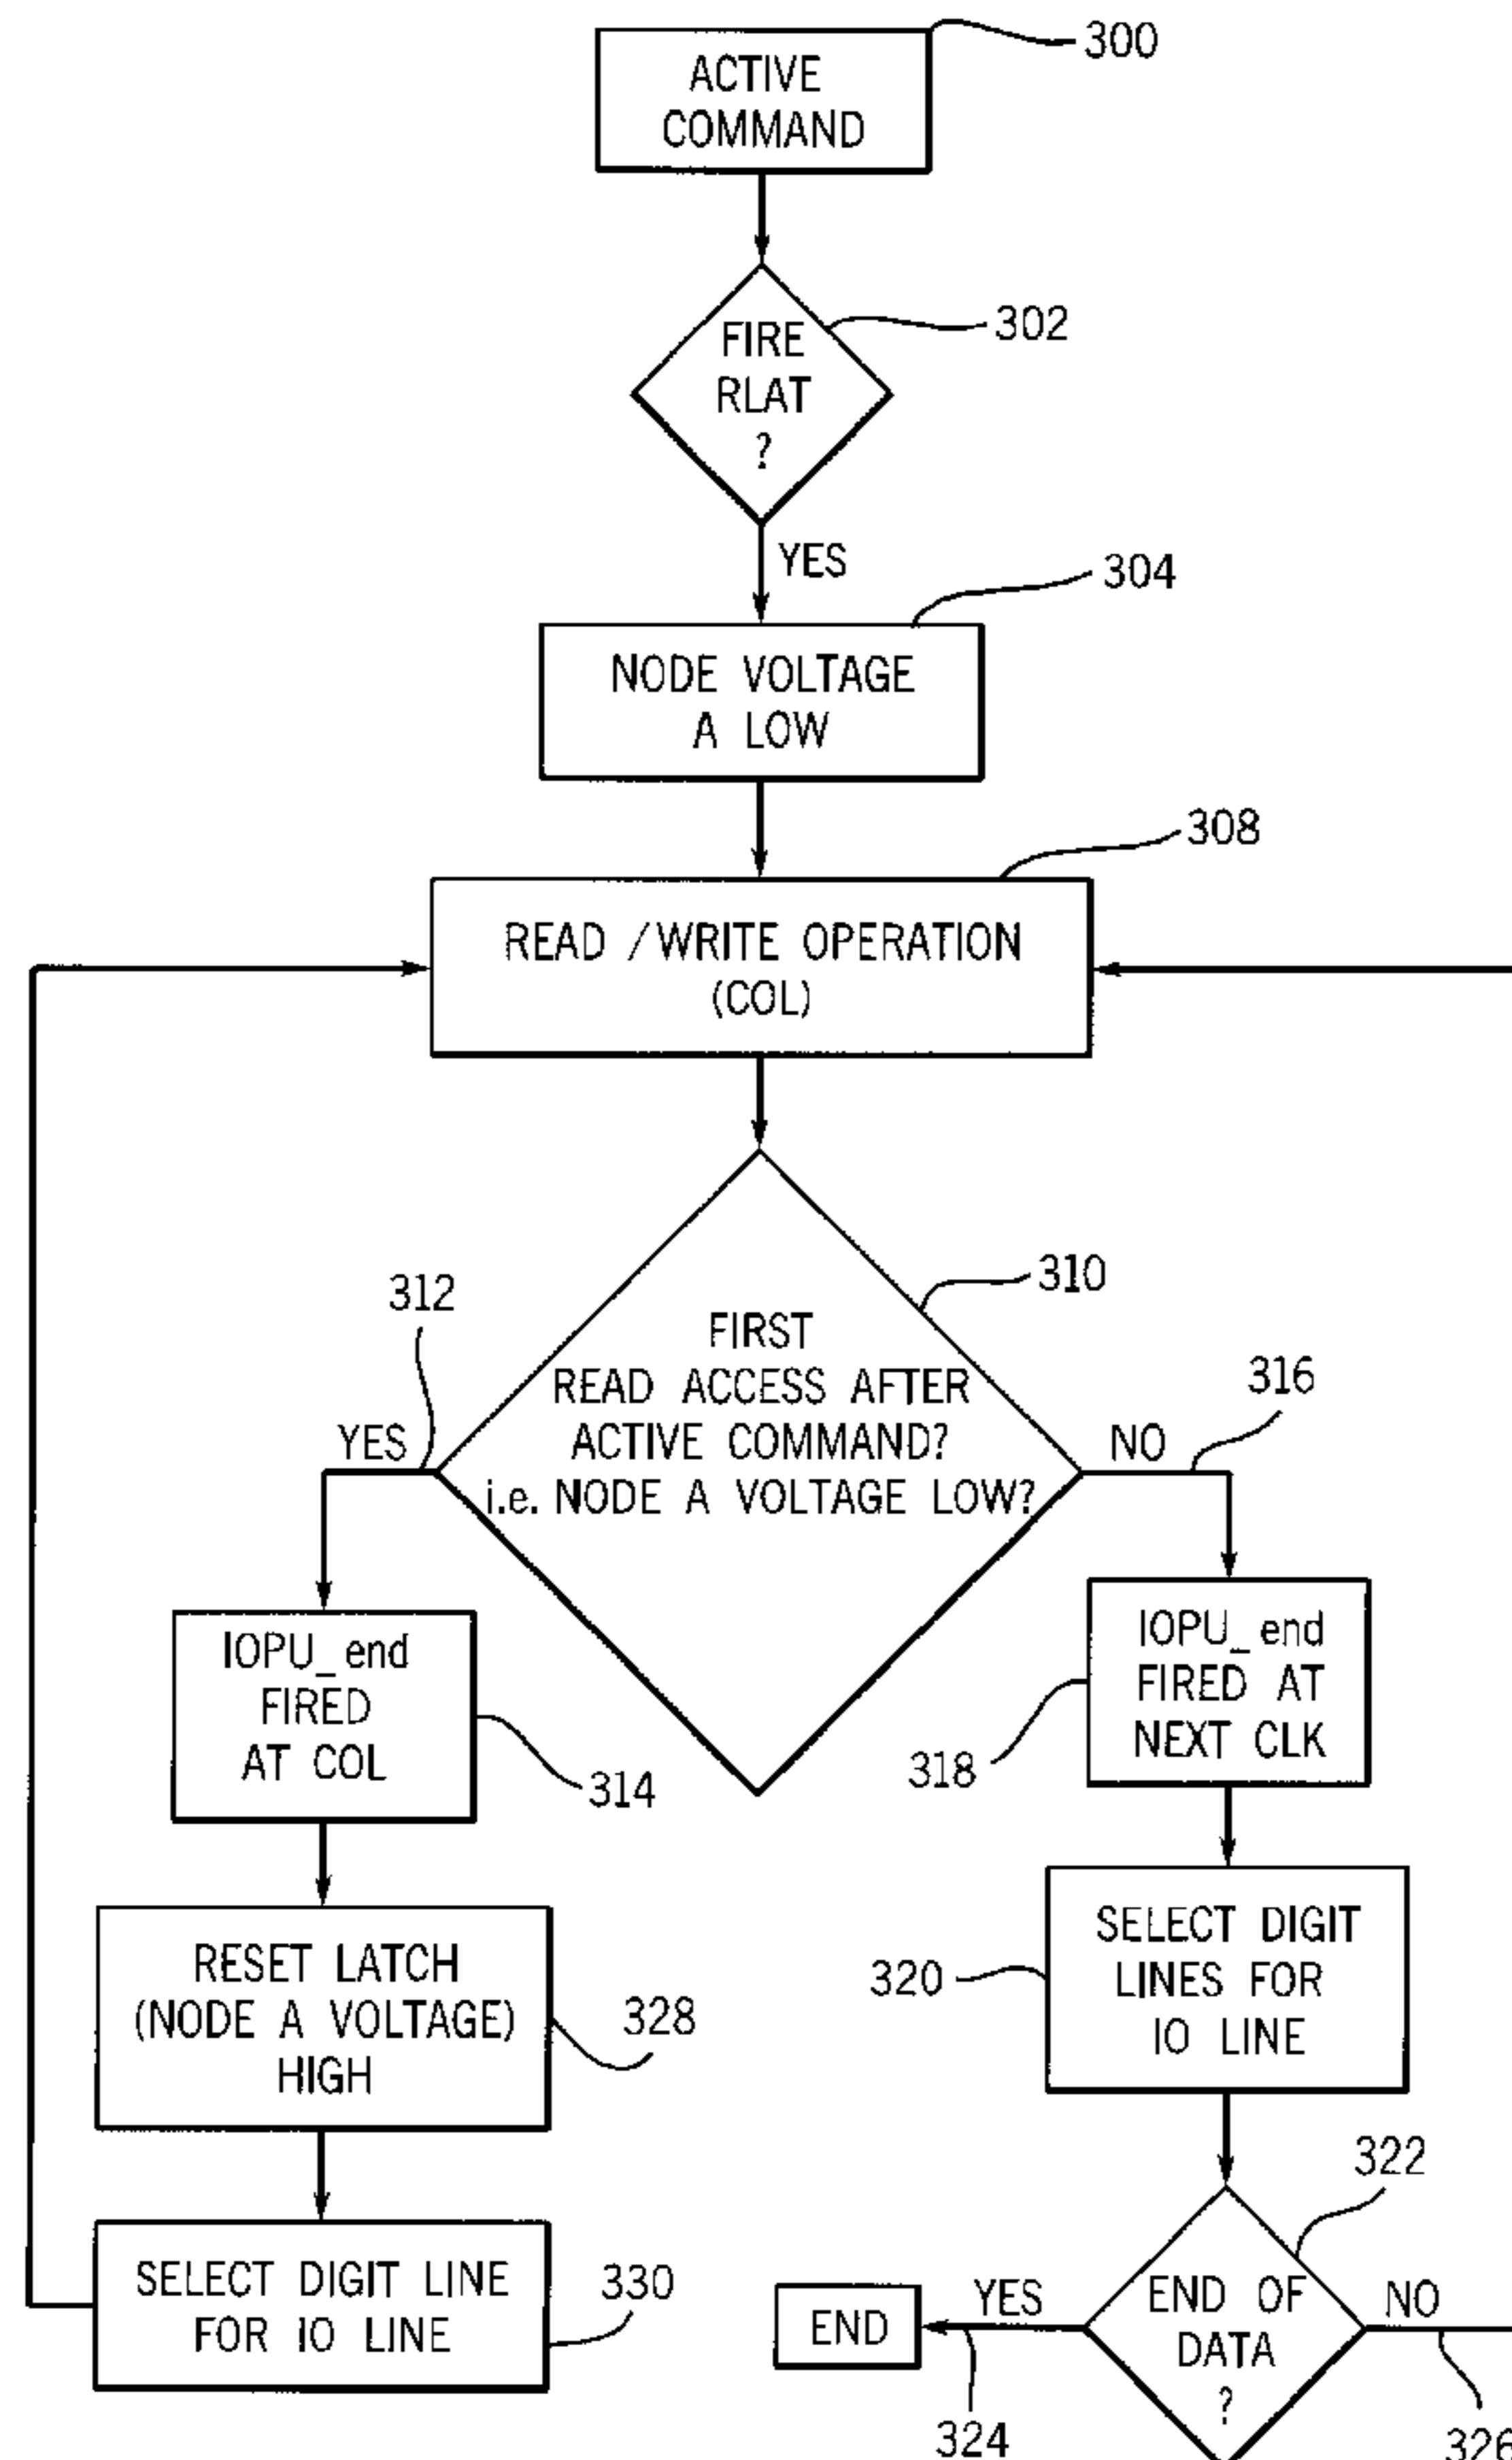 300
ACTIVE
COMMAND
302
FIRE
RLAT
?
YES
304
NODE VOLTAGE
A LOW
308
READ / WRITE OPERATION
(COL)
310
312
FIRST
READ ACCESS AFTER
ACTIVE COMMAND?
i.e. NODE A VOLTAGE LOW?
YES
NO
316
IOPU_end
FIRED
AT COL
314
IOPU_end
FIRED AT
NEXT CLK
318
RESET LATCH
(NODE A VOLTAGE)
HIGH
328
SELECT DIGIT
LINES FOR
IO LINE
320
322
SELECT DIGIT LINE
FOR IO LINE
330
END
YES
END OF
DATA
?
NO
324
326